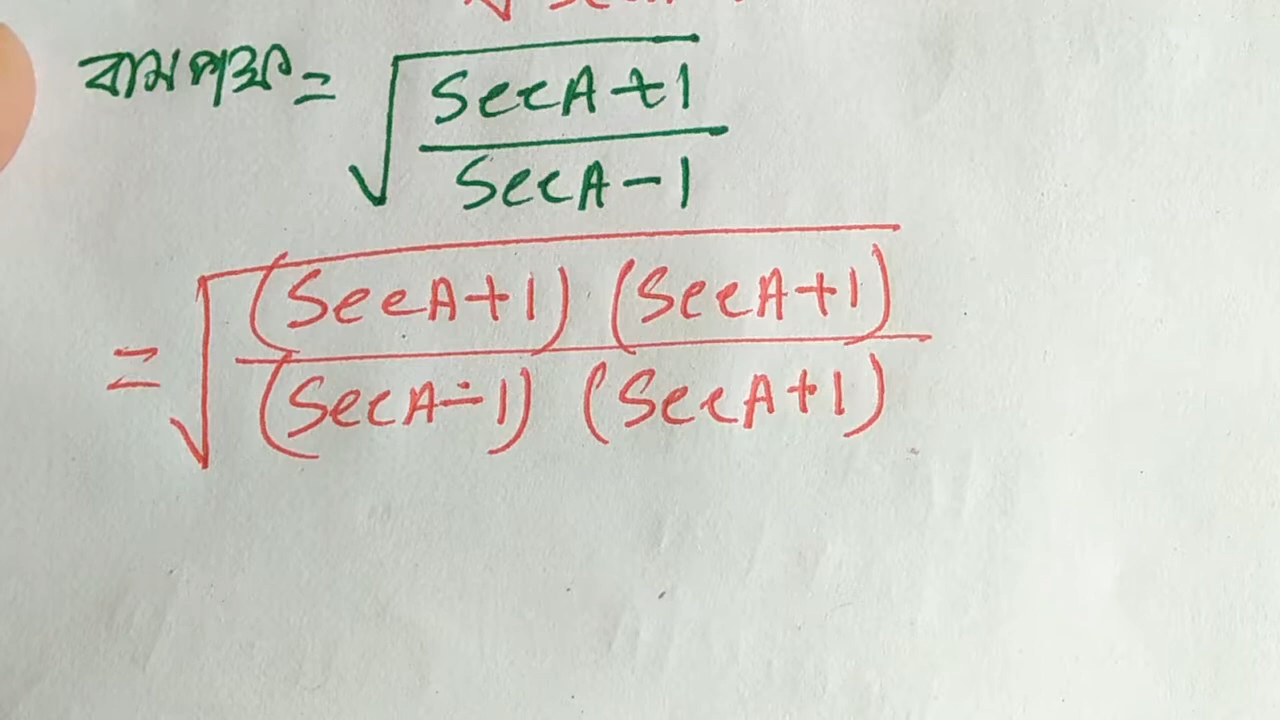 বামপক্ষ = √((SecA+1)/(SecA-1))
= √(((SecA+1) (SecA+1))/((SecA-1) (SecA+1)))